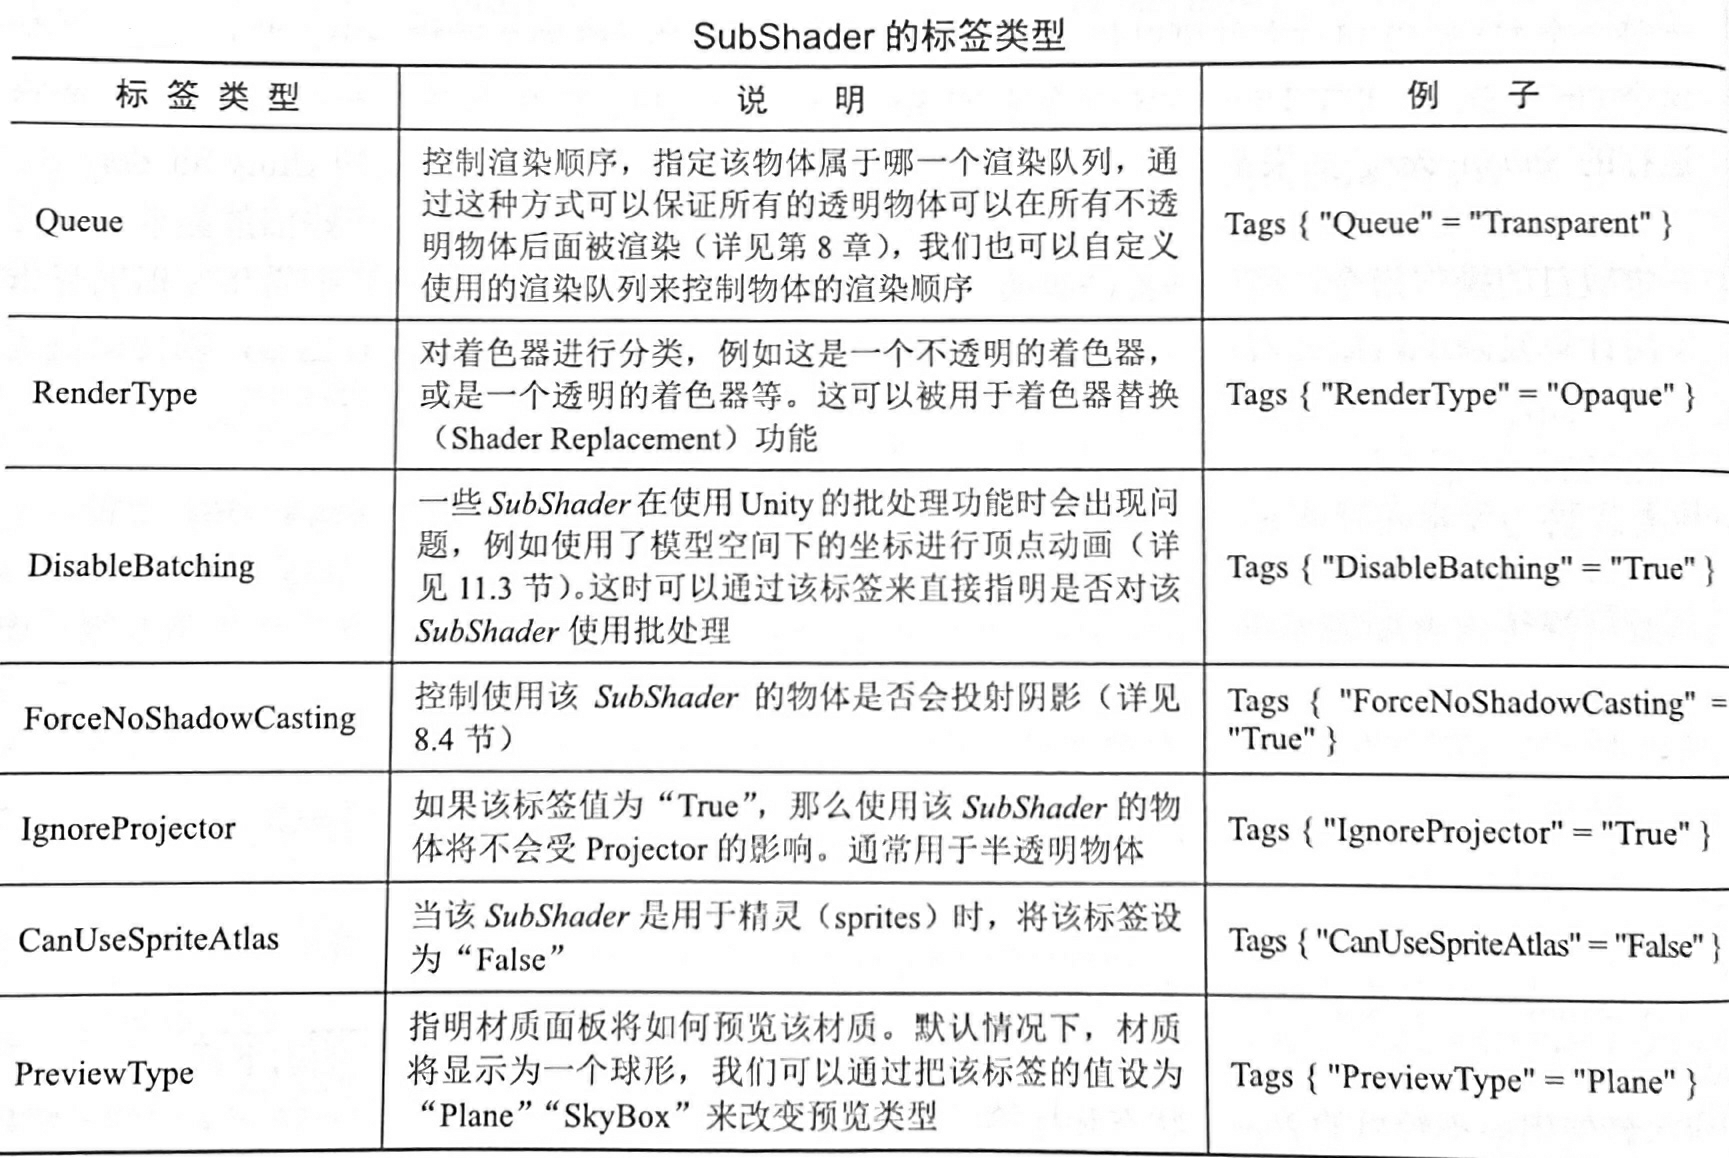 SubShader 的标签类型
标签类型 说 明 例 子
Queue
控制渲染顺序，指定该物体属于哪一个渲染队列，通
过这种方式可以保证所有的透明物体可以在所有不透
明物体后面被渲染（详见第 8 章），我们也可以自定义
使用的渲染队列来控制物体的渲染顺序
Tags { "Queue" = "Transparent" }
RenderType
对着色器进行分类，例如这是一个不透明的着色器，
或是一个透明的着色器等。这可以被用于着色器替换
（Shader Replacement）功能
Tags { "RenderType" = "Opaque" }
DisableBatching
一些 SubShader 在使用 Unity 的批处理功能时会出现问
题，例如使用了模型空间下的坐标进行顶点动画（详
见 11.3 节）。这时可以通过该标签来直接指明是否对该
SubShader 使用批处理
Tags { "DisableBatching" = "True" }
ForceNoShadowCasting
控制使用该 SubShader 的物体是否会投射阴影（详见
8.4 节）
Tags { "ForceNoShadowCasting" =
"True" }
IgnoreProjector
如果该标签值为“True”，那么使用该 SubShader 的物
体将不会受 Projector 的影响。通常用于半透明物体
Tags { "IgnoreProjector" = "True" }
CanUseSpriteAtlas
当该 SubShader 是用于精灵（sprites）时，将该标签设
为“False”
Tags { "CanUseSpriteAtlas" = "False" }
PreviewType
指明材质面板将如何预览该材质。默认情况下，材质
将显示为一个球形，我们可以通过把该标签的值设为
“Plane”“SkyBox”来改变预览类型
Tags { "PreviewType" = "Plane" }